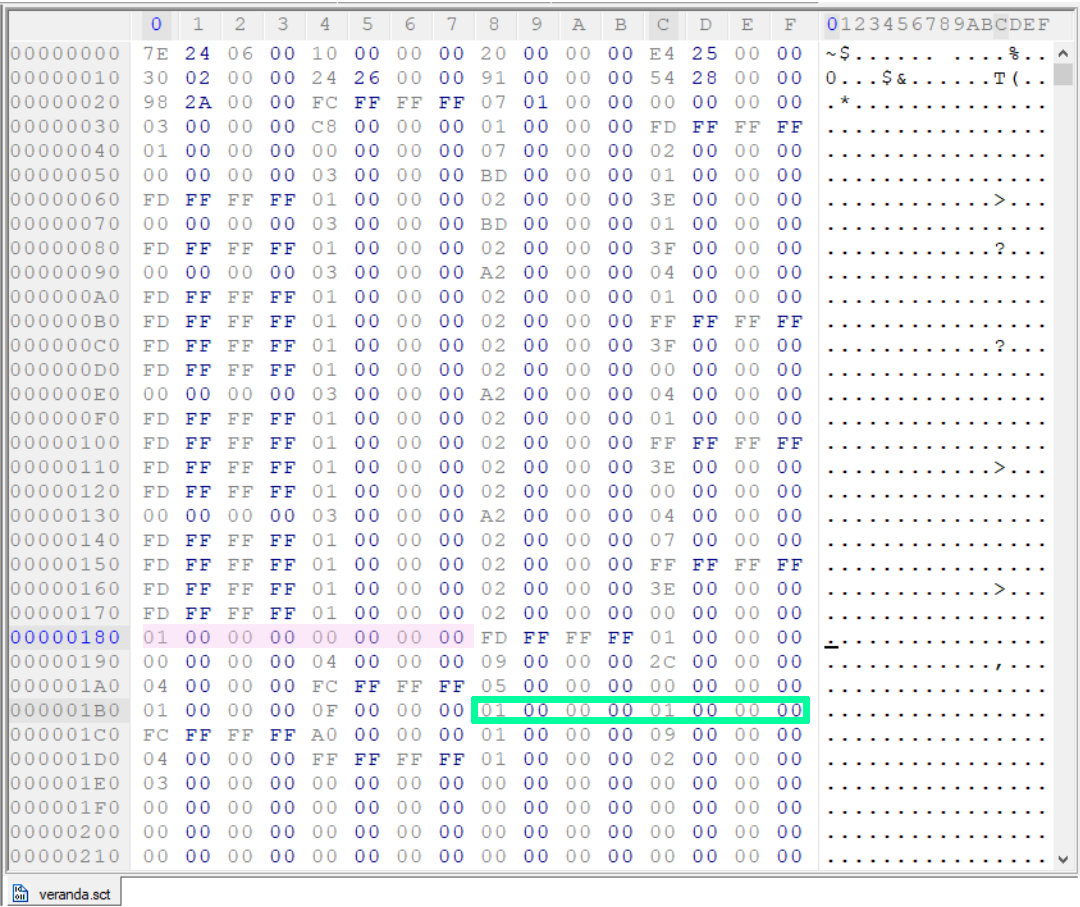 0 1 2 3 4 5 6 7 8 9 A B C D E F 0123456789ABCDEF
00000000 7E 24 06 00 10 00 00 00 20 00 00 00 E4 25 00 00 ~$...... ....%..
00000010 30 02 00 00 24 26 00 00 91 00 00 00 54 28 00 00 0...$&......T(..
00000020 98 2A 00 00 FC FF FF FF 07 01 00 00 00 00 00 00 .*..............
00000030 03 00 00 00 C8 00 00 00 01 00 00 00 FD FF FF FF ................
00000040 01 00 00 00 00 00 00 00 07 00 00 00 02 00 00 00 ................
00000050 00 00 00 00 03 00 00 00 BD 00 00 00 01 00 00 00 ................
00000060 FD FF FF FF 01 00 00 00 02 00 00 00 3E 00 00 00 ............>...
00000070 00 00 00 00 03 00 00 00 BD 00 00 00 01 00 00 00 ................
00000080 FD FF FF FF 01 00 00 00 02 00 00 00 3F 00 00 00 ............?...
00000090 00 00 00 00 03 00 00 00 A2 00 00 00 04 00 00 00 ................
000000A0 FD FF FF FF 01 00 00 00 02 00 00 00 01 00 00 00 ................
000000B0 FD FF FF FF 01 00 00 00 02 00 00 00 FF FF FF FF ................
000000C0 FD FF FF FF 01 00 00 00 02 00 00 00 3F 00 00 00 ............?...
000000D0 FD FF FF FF 01 00 00 00 02 00 00 00 00 00 00 00 ................
000000E0 00 00 00 00 03 00 00 00 A2 00 00 00 04 00 00 00 ................
000000F0 FD FF FF FF 01 00 00 00 02 00 00 00 01 00 00 00 ................
00000100 FD FF FF FF 01 00 00 00 02 00 00 00 FF FF FF FF ................
00000110 FD FF FF FF 01 00 00 00 02 00 00 00 3E 00 00 00 ............>...
00000120 FD FF FF FF 01 00 00 00 02 00 00 00 00 00 00 00 ................
00000130 00 00 00 00 03 00 00 00 A2 00 00 00 04 00 00 00 ................
00000140 FD FF FF FF 01 00 00 00 02 00 00 00 07 00 00 00 ................
00000150 FD FF FF FF 01 00 00 00 02 00 00 00 FF FF FF FF ................
00000160 FD FF FF FF 01 00 00 00 02 00 00 00 3E 00 00 00 ............>...
00000170 FD FF FF FF 01 00 00 00 02 00 00 00 00 00 00 00 ................
00000180 01 00 00 00 00 00 00 00 FD FF FF FF 01 00 00 00 ................
00000190 00 00 00 00 04 00 00 00 09 00 00 00 2C 00 00 00 ............,...
000001A0 04 00 00 00 FC FF FF FF 05 00 00 00 00 00 00 00 ................
000001B0 01 00 00 00 0F 00 00 00 01 00 00 00 01 00 00 00 ................
000001C0 FC FF FF FF A0 00 00 00 01 00 00 00 09 00 00 00 ................
000001D0 04 00 00 00 FF FF FF FF 01 00 00 00 02 00 00 00 ................
000001E0 03 00 00 00 00 00 00 00 00 00 00 00 00 00 00 00 ................
000001F0 00 00 00 00 00 00 00 00 00 00 00 00 00 00 00 00 ................
00000200 00 00 00 00 00 00 00 00 00 00 00 00 00 00 00 00 ................
00000210 00 00 00 00 00 00 00 00 00 00 00 00 00 00 00 00 ................
veranda.sct